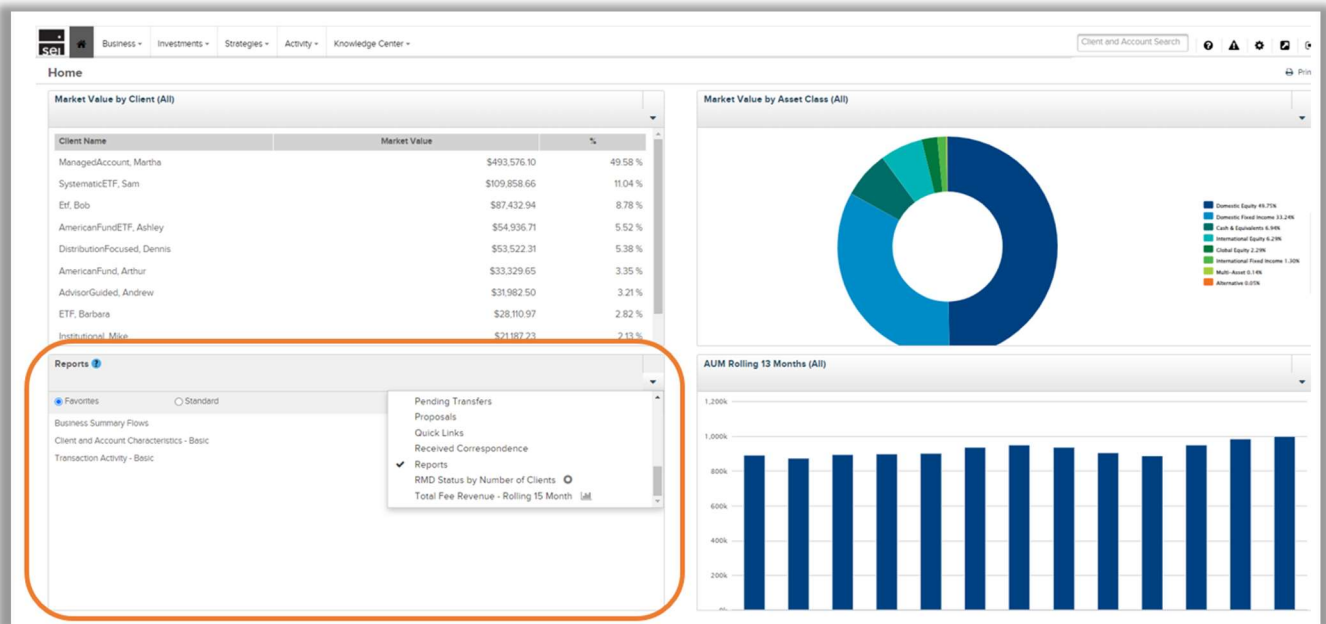 sei
Business Investments Strategies Activity Knowledge Center Client and Account Search
Home
Market Value by Client (All)
Client Name Market Value %
ManagedAccount, Martha $493,576.10 49.58 %
SystematicETF, Sam $109,858.66 11.04 %
Etf, Bob $87,432.94 8.78 %
AmericanFundETF, Ashley $54,936.71 5.52 %
DistributionFocused, Dennis $53,522.31 5.38 %
AmericanFund, Arthur $33,329.65 3.35 %
AdvisorGuided, Andrew $31,982.50 3.21 %
ETF, Barbara $28,110.97 2.82 %
Institutional, Mike $21,187.23 2.13 %
Market Value by Asset Class (All)
Domestic Equity 49.75%
Domestic Fixed Income 33.24%
Cash & Equivalents 6.94%
International Equity 6.29%
Global Equity 2.29%
International Fixed Income 1.30%
Multi-Asset 0.14%
Alternative 0.05%
Reports ?
Favorites Standard
Business Summary Flows
Client and Account Characteristics - Basic
Transaction Activity - Basic
Pending Transfers
Proposals
Quick Links
Received Correspondence
Reports
RMD Status by Number of Clients
Total Fee Revenue - Rolling 15 Month
AUM Rolling 13 Months (All)
1,200k
1,000k
800k
600k
400k
200k